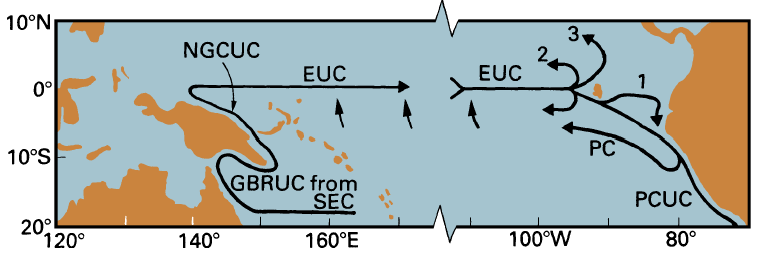 10°N
3
NGCUC
2
EUC
EUC
1
0°
PC
10°S
GBRUC from
SEC
PCUC
20°
120°
140°
160°E
100°W
80°